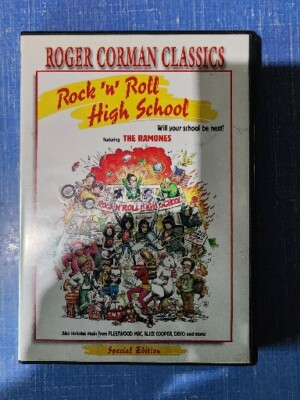 ROGER CORMAN CLASSICS
Rock 'n' Roll
High School
Will your school be next?
featuring THE RAMONES
ROCK 'N' ROLL HIGH SCHOOL
Also includes music from FLEETWOOD MAC, ALICE COOPER, DEVO and more!
Special Edition